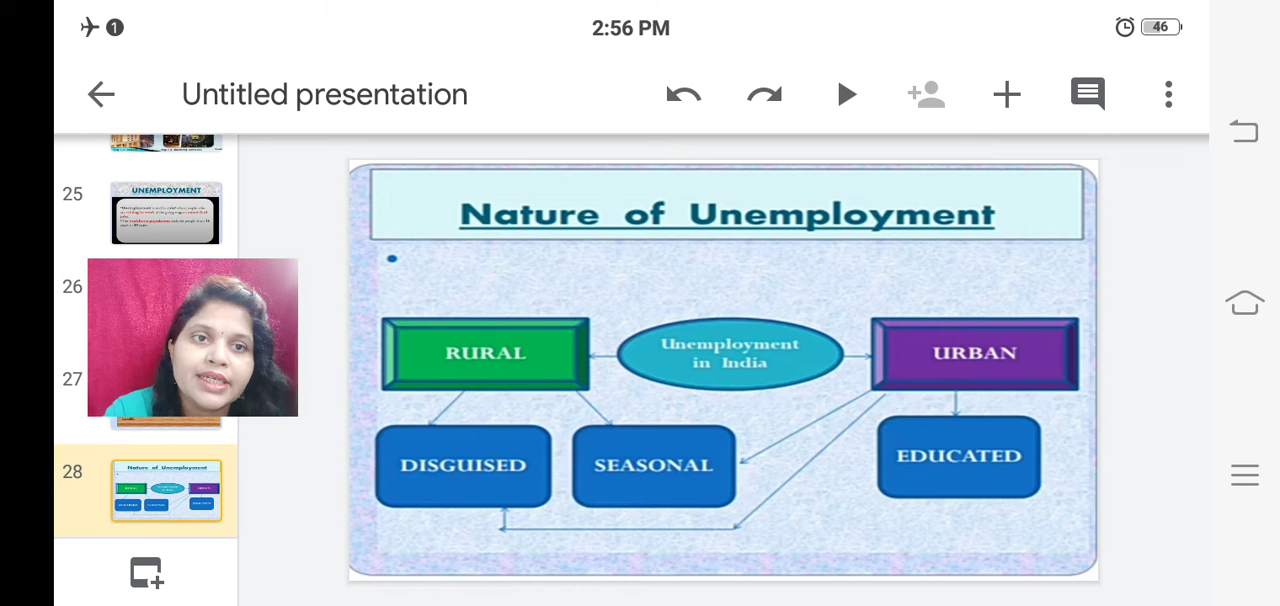 1
2:56 PM
46
Untitled presentation
25
UNEMPLOYMENT
26
27
28
Nature of Unemployment
Nature of Unemployment
RURAL
Unemployment
in India
URBAN
DISGUISED
SEASONAL
EDUCATED